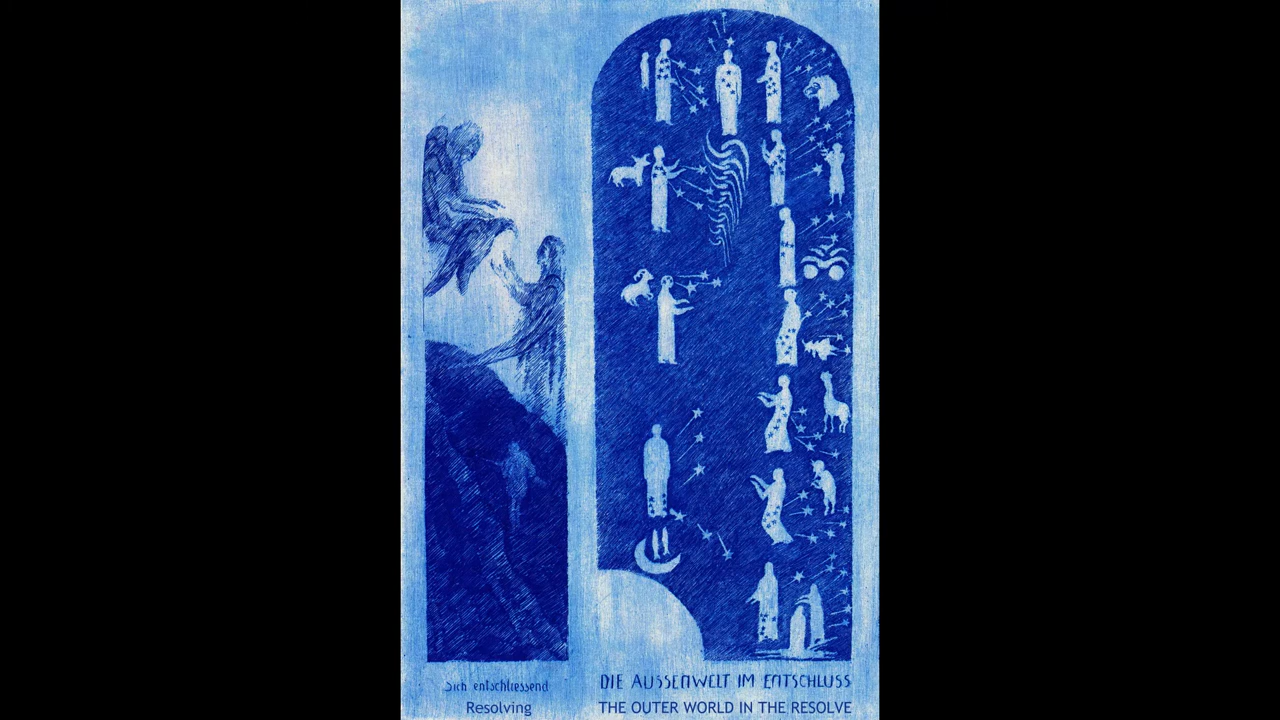 Sich entschliessend
Resolving
DIE AUSSENWELT IM ENTSCHLUSS
THE OUTER WORLD IN THE RESOLVE